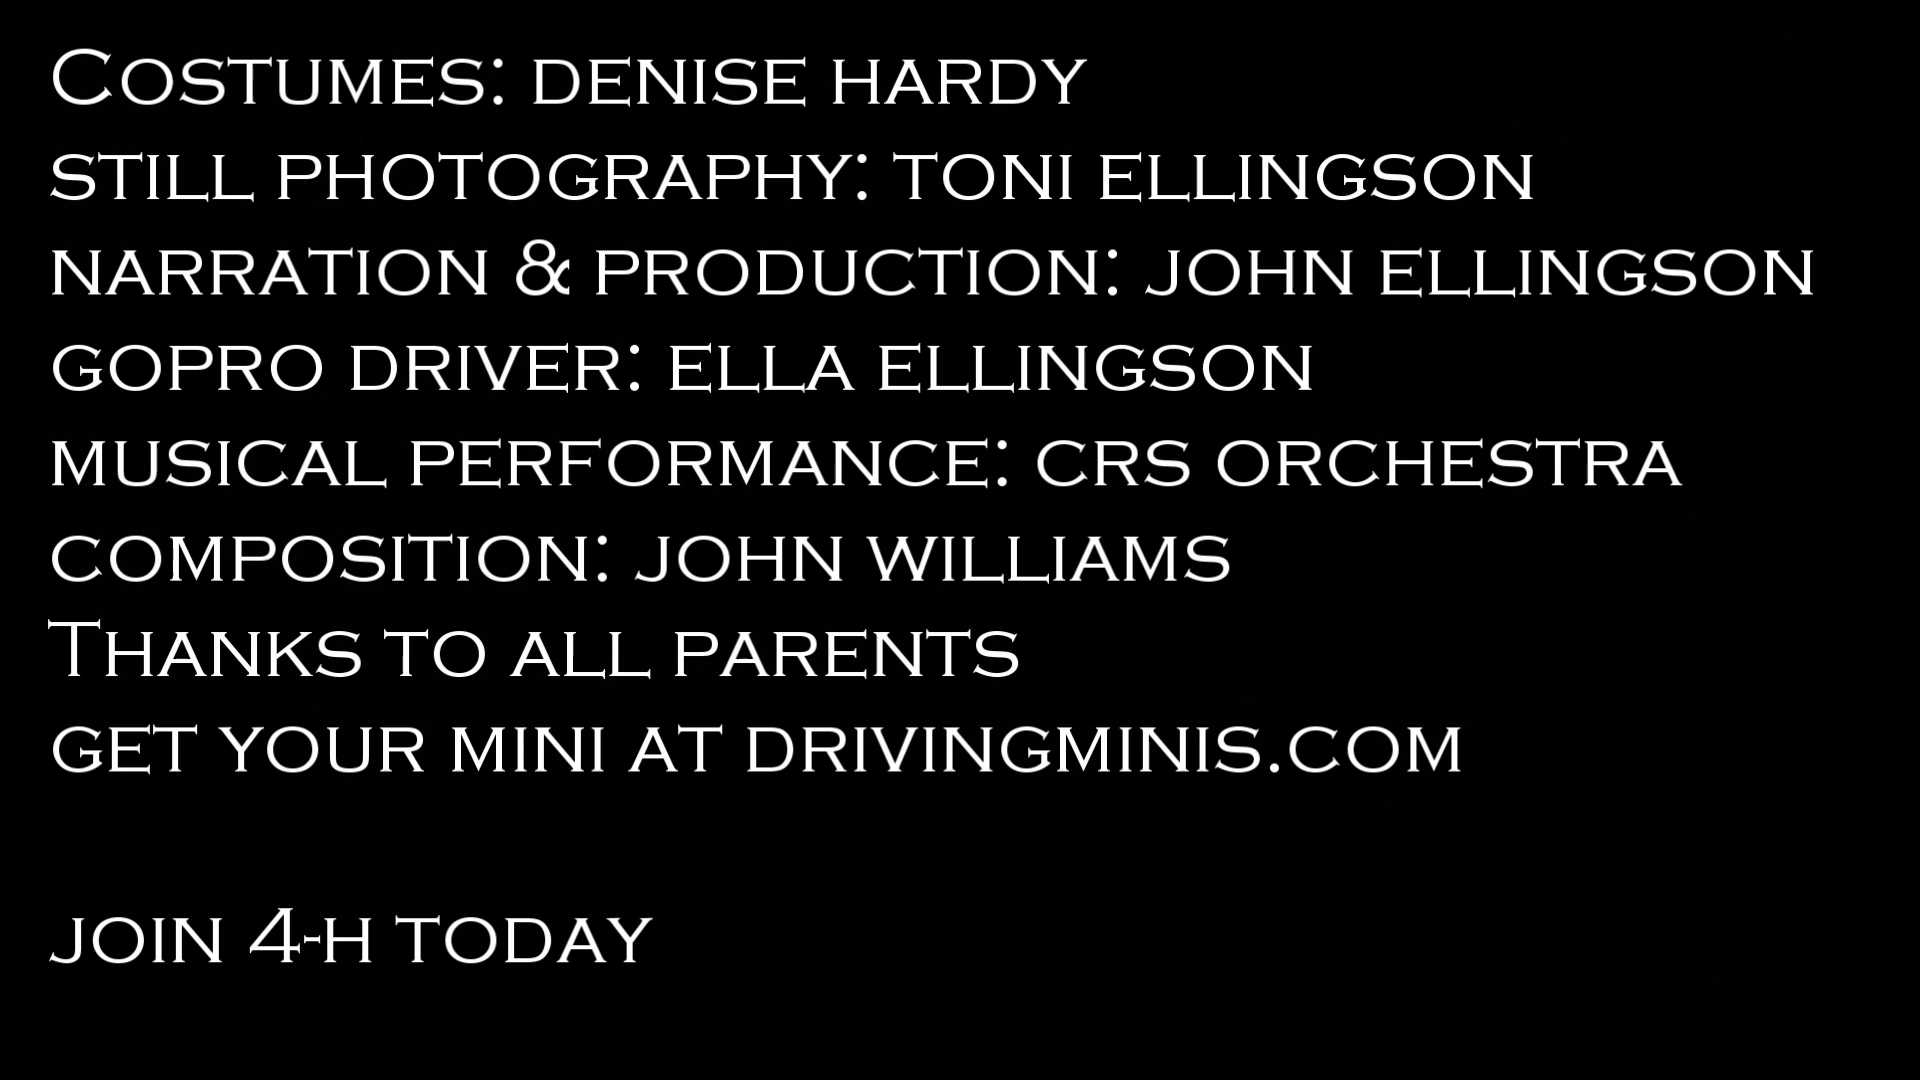 Costumes: denise hardy
still photography: toni ellingson
narration & production: john ellingson
gopro driver: ella ellingson
musical performance: crs orchestra
composition: john williams
Thanks to all parents
get your mini at drivingminis.com
join 4-h today